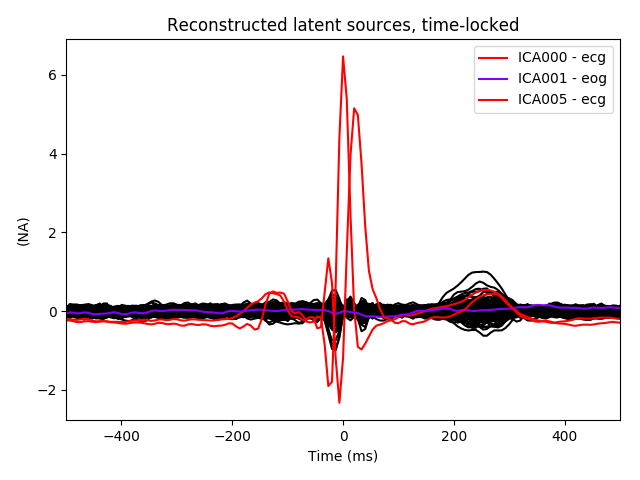 Reconstructed latent sources, time-locked
ICA000 - ecg
ICA001 - eog
ICA005 - ecg
6
4
2
0
−2
(NA)
−400
−200
0
200
400
Time (ms)